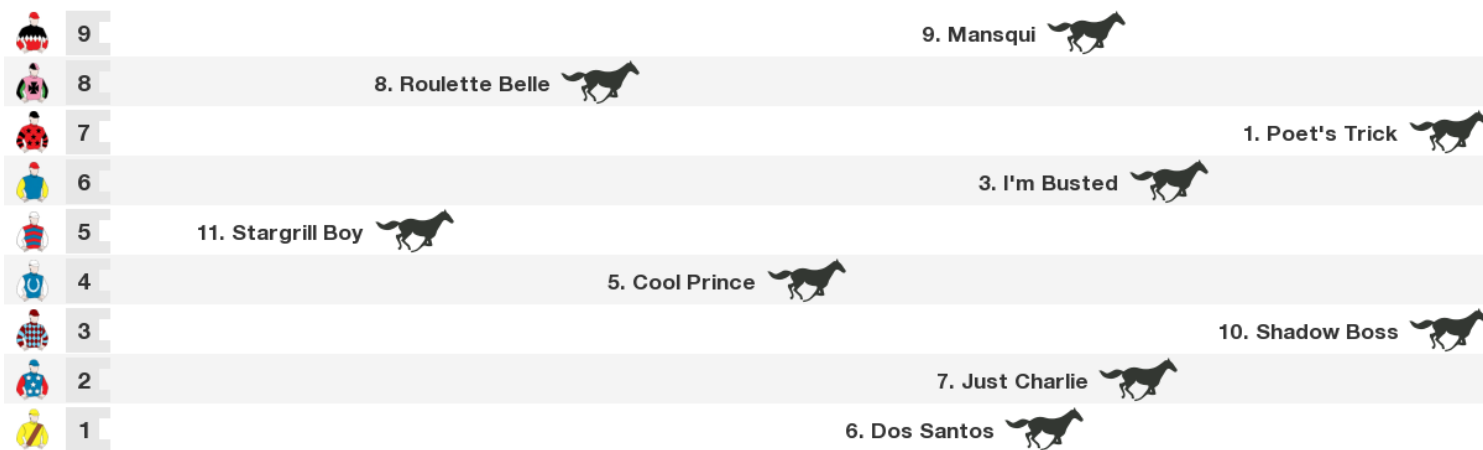 9 9. Mansqui
8 8. Roulette Belle
7 1. Poet's Trick
6 3. I'm Busted
5 11. Stargrill Boy
4 5. Cool Prince
3 10. Shadow Boss
2 7. Just Charlie
1 6. Dos Santos